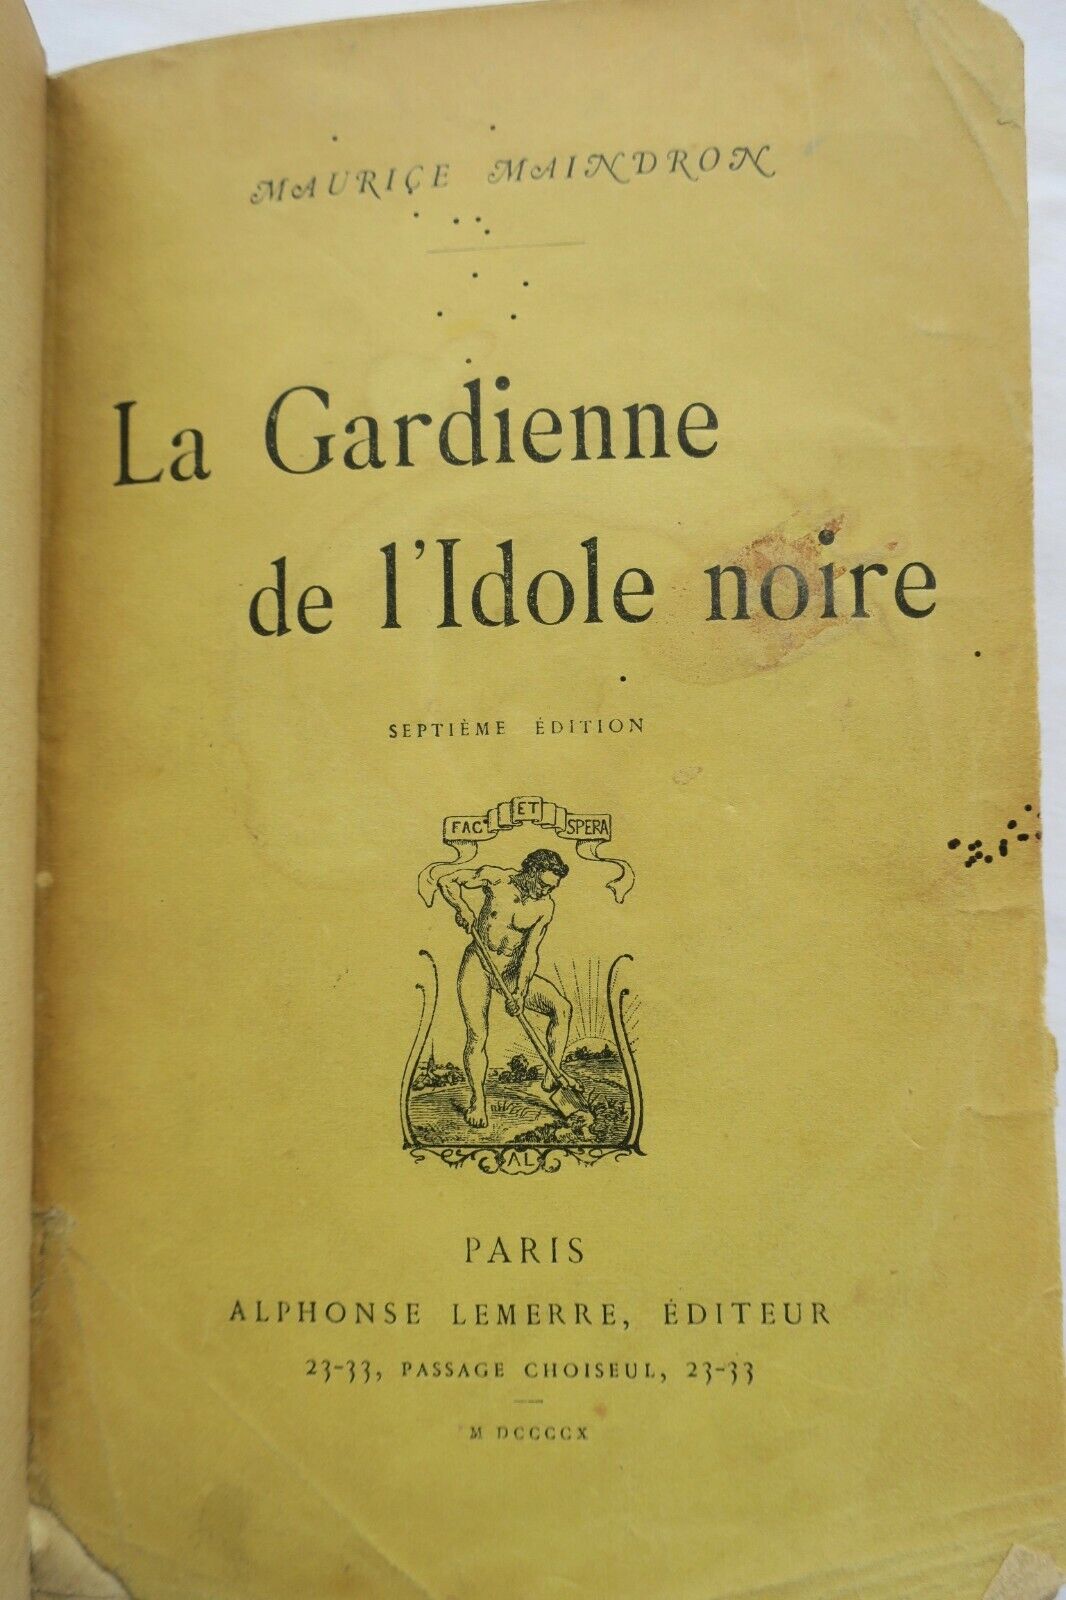 MAURICE MAINDRON
La Gardienne
de l'Idole noire
SEPTIÈME ÉDITION
FAC ET SPERA
AL
PARIS
ALPHONSE LEMERRE, ÉDITEUR
23-33, PASSAGE CHOISEUL, 23-33
M DCCCCX